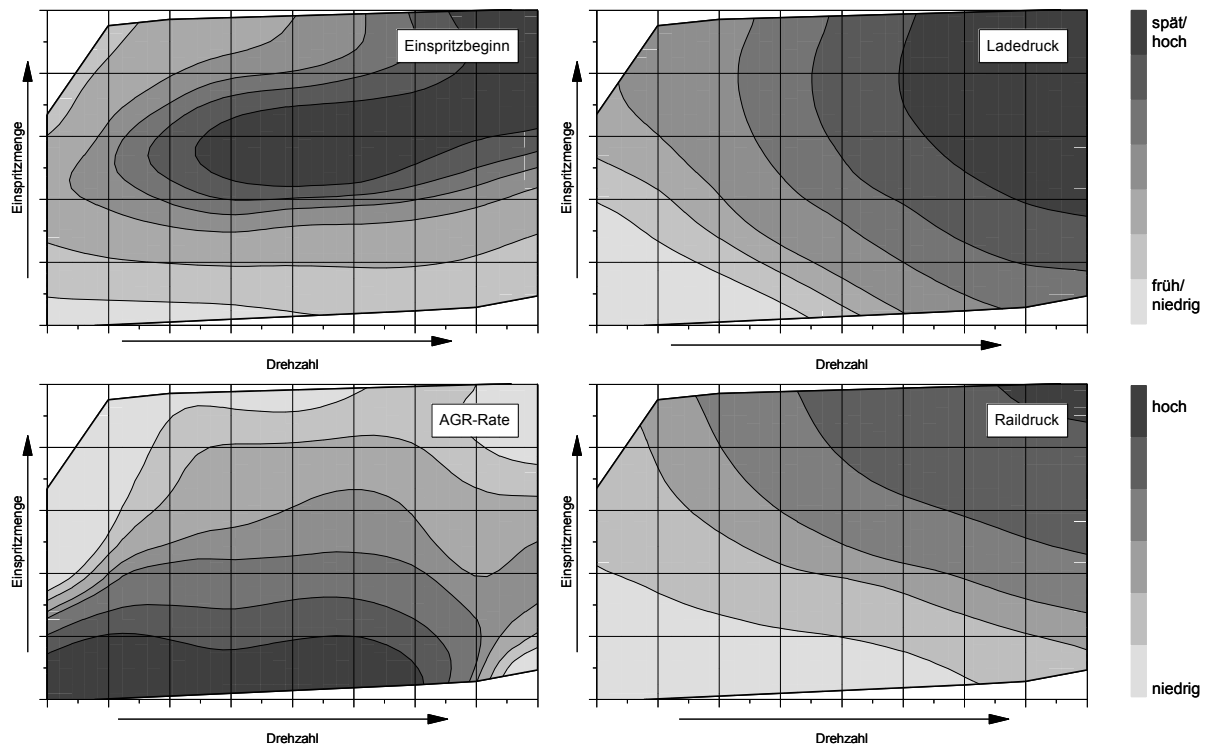 Einspritzbeginn
Einspritzmenge
Drehzahl
Ladedruck
Einspritzmenge
Drehzahl
spät/
hoch
früh/
niedrig
AGR-Rate
Einspritzmenge
Drehzahl
Raildruck
Einspritzmenge
Drehzahl
hoch
niedrig